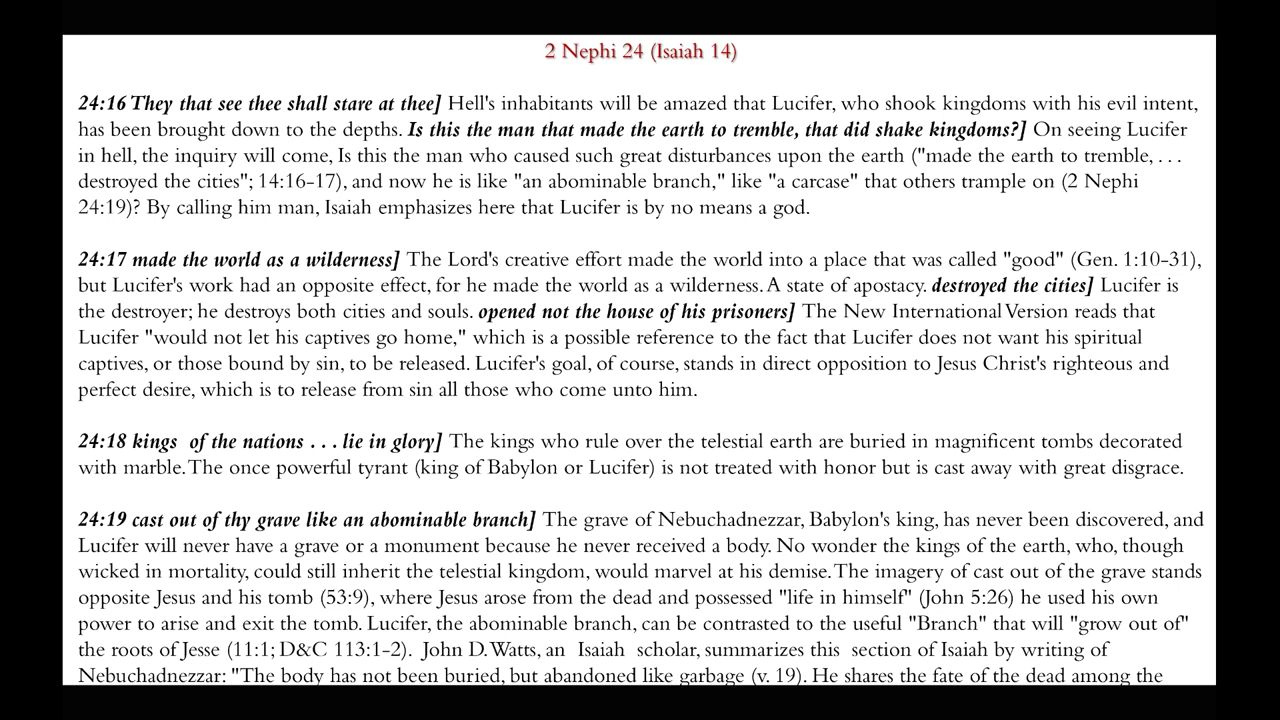 2 Nephi 24 (Isaiah 14)
24:16 They that see thee shall stare at thee] Hell's inhabitants will be amazed that Lucifer, who shook kingdoms with his evil intent,
has been brought down to the depths. Is this the man that made the earth to tremble, that did shake kingdoms?] On seeing Lucifer
in hell, the inquiry will come, Is this the man who caused such great disturbances upon the earth ("made the earth to tremble, . . .
destroyed the cities"; 14:16-17), and now he is like "an abominable branch," like "a carcase" that others trample on (2 Nephi
24:19)? By calling him man, Isaiah emphasizes here that Lucifer is by no means a god.
24:17 made the world as a wilderness] The Lord's creative effort made the world into a place that was called "good" (Gen. 1:10-31),
but Lucifer's work had an opposite effect, for he made the world as a wilderness. A state of apostacy. destroyed the cities] Lucifer is
the destroyer; he destroys both cities and souls. opened not the house of his prisoners] The New International Version reads that
Lucifer "would not let his captives go home," which is a possible reference to the fact that Lucifer does not want his spiritual
captives, or those bound by sin, to be released. Lucifer's goal, of course, stands in direct opposition to Jesus Christ's righteous and
perfect desire, which is to release from sin all those who come unto him.
24:18 kings of the nations . . . lie in glory] The kings who rule over the telestial earth are buried in magnificent tombs decorated
with marble. The once powerful tyrant (king of Babylon or Lucifer) is not treated with honor but is cast away with great disgrace.
24:19 cast out of thy grave like an abominable branch] The grave of Nebuchadnezzar, Babylon's king, has never been discovered, and
Lucifer will never have a grave or a monument because he never received a body. No wonder the kings of the earth, who, though
wicked in mortality, could still inherit the telestial kingdom, would marvel at his demise. The imagery of cast out of the grave stands
opposite Jesus and his tomb (53:9), where Jesus arose from the dead and possessed "life in himself" (John 5:26) he used his own
power to arise and exit the tomb. Lucifer, the abominable branch, can be contrasted to the useful "Branch" that will "grow out of"
the roots of Jesse (11:1; D&C 113:1-2). John D. Watts, an Isaiah scholar, summarizes this section of Isaiah by writing of
Nebuchadnezzar: "The body has not been buried, but abandoned like garbage (v. 19). He shares the fate of the dead among the